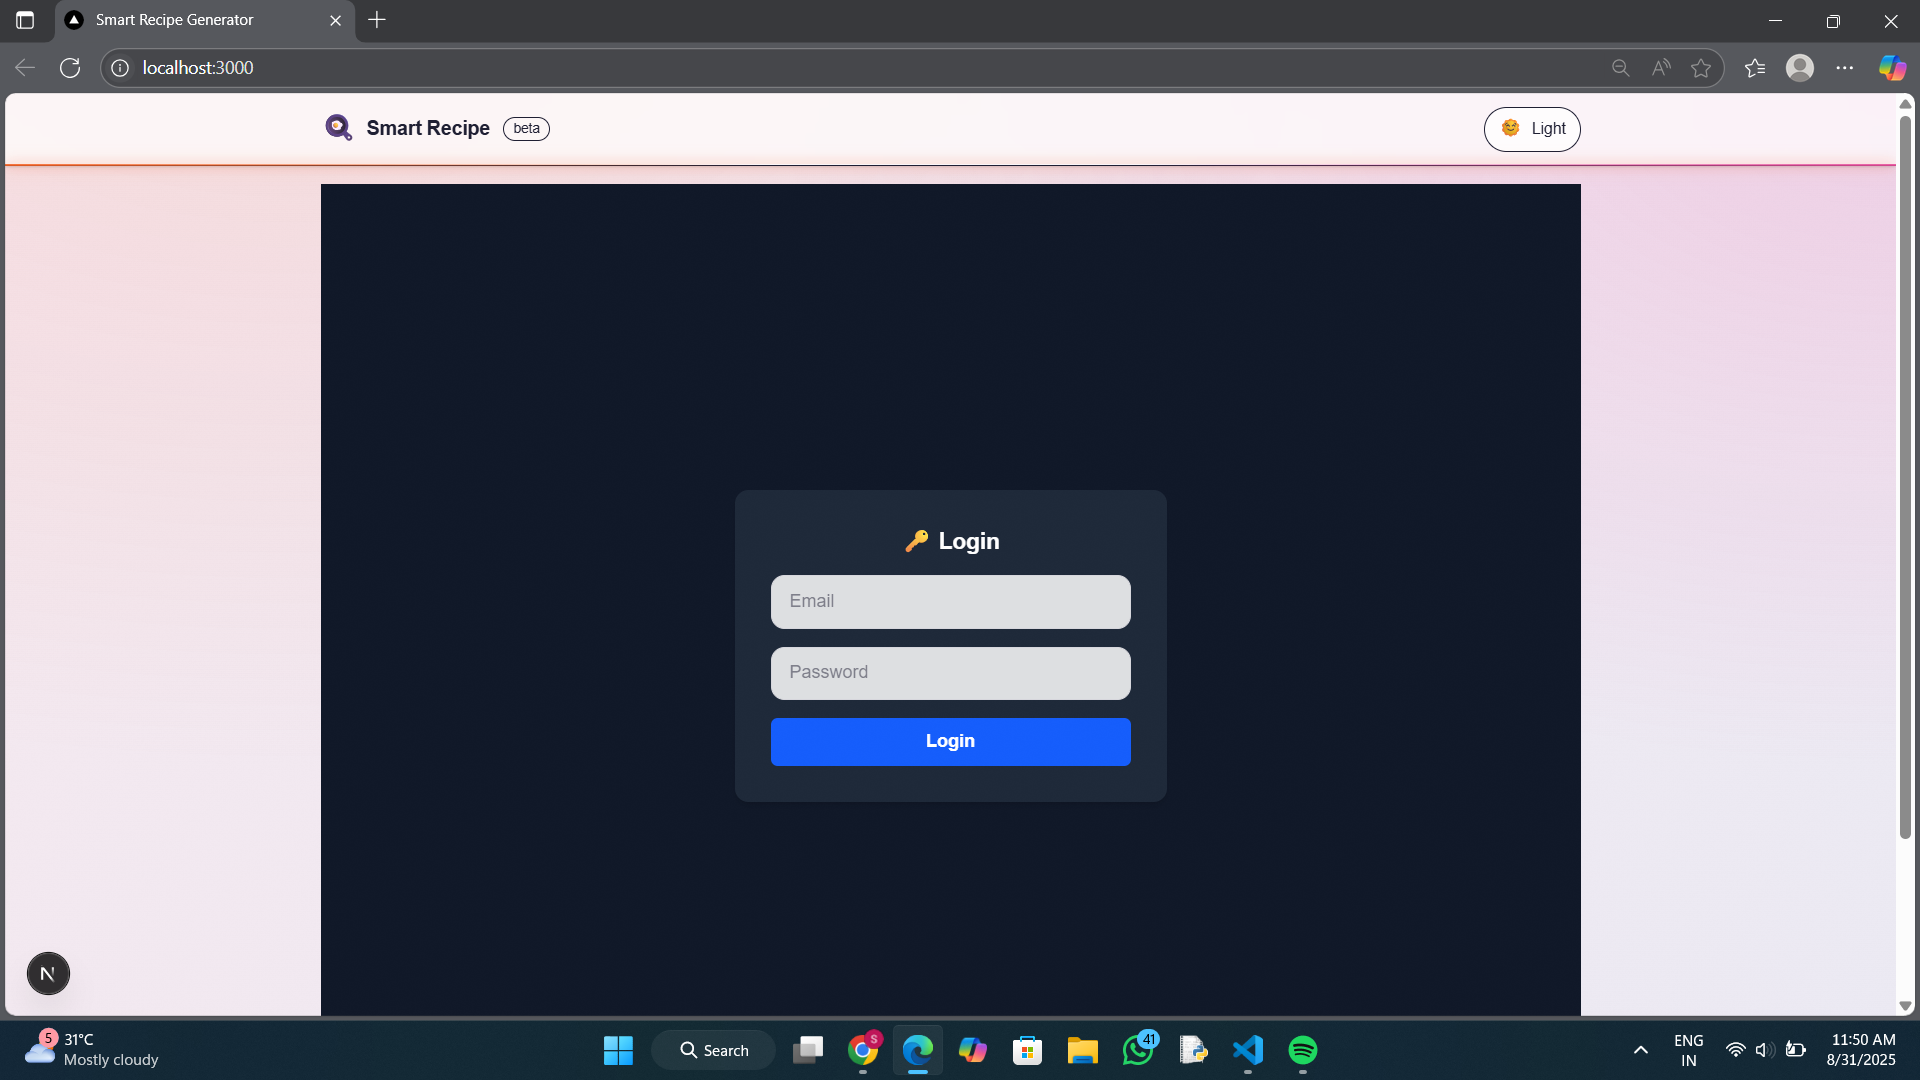 Smart Recipe Generator
localhost:3000
Smart Recipe
beta
Light
Login
Email
Password
Login
N
5
31°C
Mostly cloudy
Search
S
41
ENG
IN
11:50 AM
8/31/2025